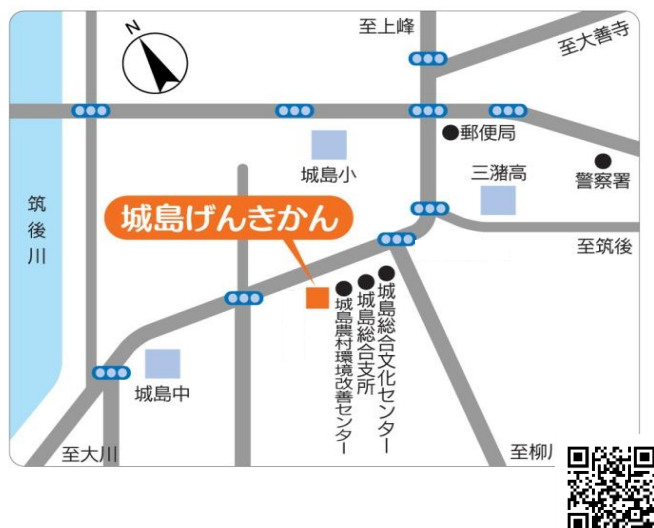 N
至上峰
至大善寺
郵便局
城島小
三潴高
警察署
筑後川
城島げんきかん
至筑後
城島農村環境改善センター
城島総合支所
城島総合文化センター
城島中
至大川
至柳